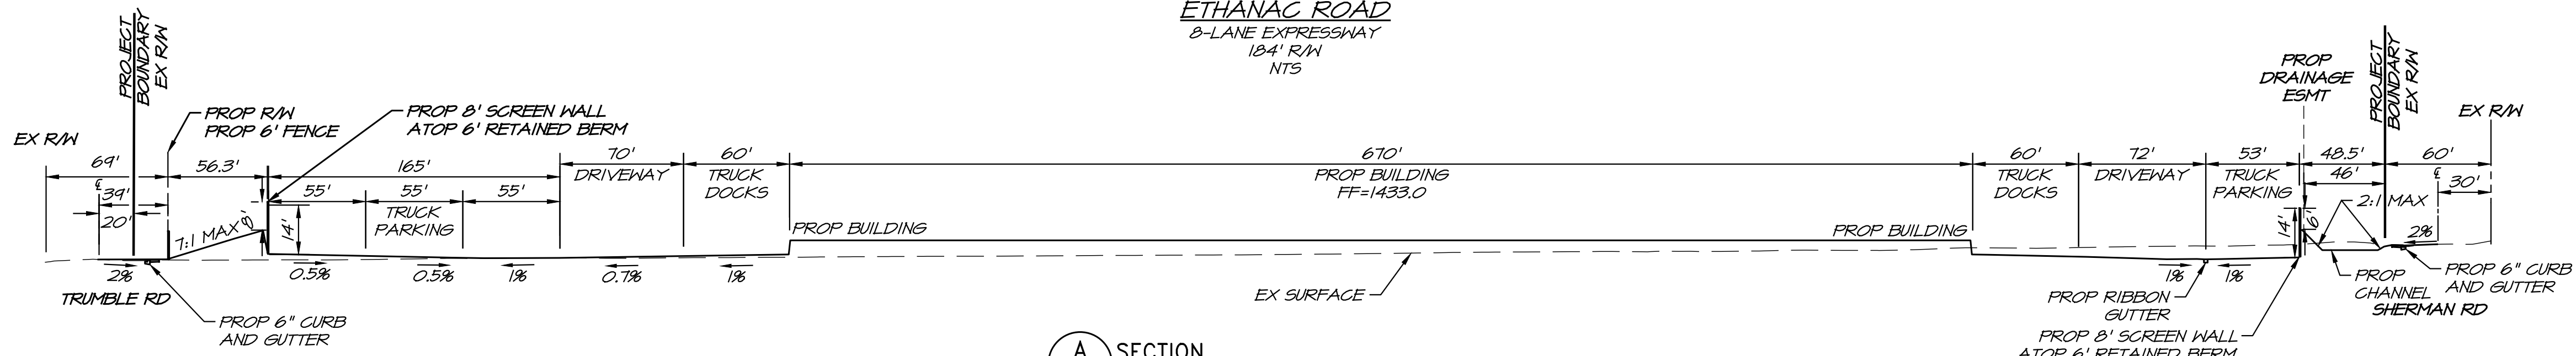 ETHANAC ROAD
8-LANE EXPRESSWAY
184' R/W
NTS
PROJECT
BOUNDARY
EX R/W
EX R/W
PROP R/W
PROP 6' FENCE
PROP 8' SCREEN WALL
ATOP 6' RETAINED BERM
69'
56.3'
165'
70'
DRIVEWAY
60'
TRUCK
DOCKS
670'
PROP BUILDING
FF=1433.0
60'
TRUCK
DOCKS
72'
DRIVEWAY
53'
TRUCK
PARKING
48.5'
60'
PROP
DRAINAGE
ESMT
PROJECT
BOUNDARY
EX R/W
EX R/W
℄
39'
20'
55'
55'
55'
TRUCK
PARKING
7:1 MAX
8'
14'
PROP BUILDING
PROP BUILDING
46'
℄
30'
2:1 MAX
14'
6'
2%
2%
0.5%
0.5%
1%
0.7%
1%
1%
1%
TRUMBLE RD
PROP 6" CURB
AND GUTTER
EX SURFACE
PROP RIBBON
GUTTER
PROP
CHANNEL
PROP 6" CURB
AND GUTTER
SHERMAN RD
PROP 8' SCREEN WALL
ATOP 6' RETAINED BERM
A
SECTION